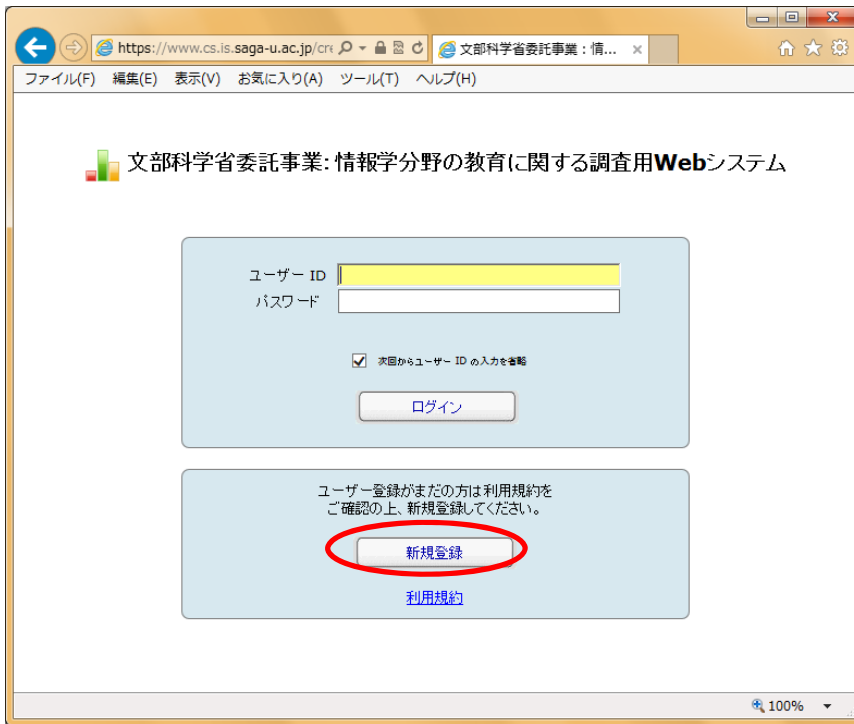 https://www.cs.is.saga-u.ac.jp/cre
文部科学省委託事業：情...
ファイル(F) 編集(E) 表示(V) お気に入り(A) ツール(T) ヘルプ(H)
文部科学省委託事業: 情報学分野の教育に関する調査用Webシステム
ユーザー ID
パスワード
次回からユーザー ID の入力を省略
ログイン
ユーザー登録がまだの方は利用規約を
ご確認の上、新規登録してください。
新規登録
利用規約
100%